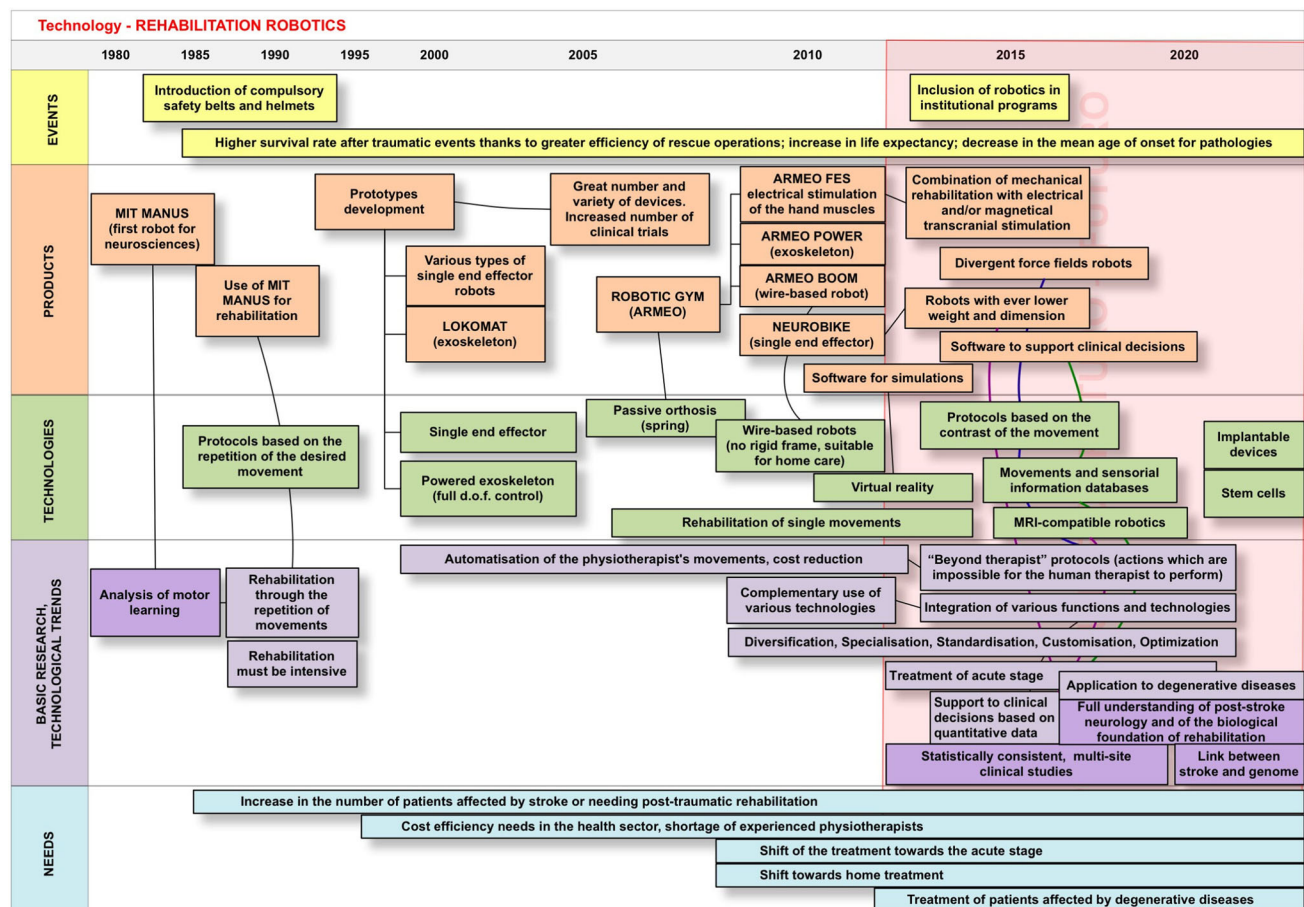 Technology - REHABILITATION ROBOTICS
1980 1985 1990 1995 2000 2005 2010 2015 2020
EVENTS
Introduction of compulsory
safety belts and helmets
Inclusion of robotics in
institutional programs
Higher survival rate after traumatic events thanks to greater efficiency of rescue operations; increase in life expectancy; decrease in the mean age of onset for pathologies
PRODUCTS
MIT MANUS
(first robot for
neurosciences)
Use of MIT
MANUS for
rehabilitation
Prototypes
development
Various types of
single end effector
robots
LOKOMAT
(exoskeleton)
Great number and
variety of devices.
Increased number of
clinical trials
ROBOTIC GYM
(ARMEO)
ARMEO FES
electrical stimulation
of the hand muscles
ARMEO POWER
(exoskeleton)
ARMEO BOOM
(wire-based robot)
NEUROBIKE
(single end effector)
Software for simulations
Combination of mechanical
rehabilitation with electrical
and/or magnetical
transcranial stimulation
Divergent force fields robots
Robots with ever lower
weight and dimension
Software to support clinical decisions
TECHNOLOGIES
Protocols based on the
repetition of the desired
movement
Single end effector
Powered exoskeleton
(full d.o.f. control)
Passive orthosis
(spring)
Wire-based robots
(no rigid frame, suitable
for home care)
Virtual reality
Rehabilitation of single movements
Protocols based on the
contrast of the movement
Movements and sensorial
information databases
MRI-compatible robotics
Implantable
devices
Stem cells
BASIC RESEARCH,
TECHNOLOGICAL TRENDS
Analysis of motor
learning
Rehabilitation
through the
repetition of
movements
Rehabilitation
must be intensive
Automatisation of the physiotherapist's movements, cost reduction
“Beyond therapist” protocols (actions which are
impossible for the human therapist to perform)
Complementary use of
various technologies
Integration of various functions and technologies
Diversification, Specialisation, Standardisation, Customisation, Optimization
Treatment of acute stage
Application to degenerative diseases
Support to clinical
decisions based on
quantitative data
Full understanding of post-stroke
neurology and of the biological
foundation of rehabilitation
Statistically consistent, multi-site
clinical studies
Link between
stroke and genome
NEEDS
Increase in the number of patients affected by stroke or needing post-traumatic rehabilitation
Cost efficiency needs in the health sector, shortage of experienced physiotherapists
Shift of the treatment towards the acute stage
Shift towards home treatment
Treatment of patients affected by degenerative diseases